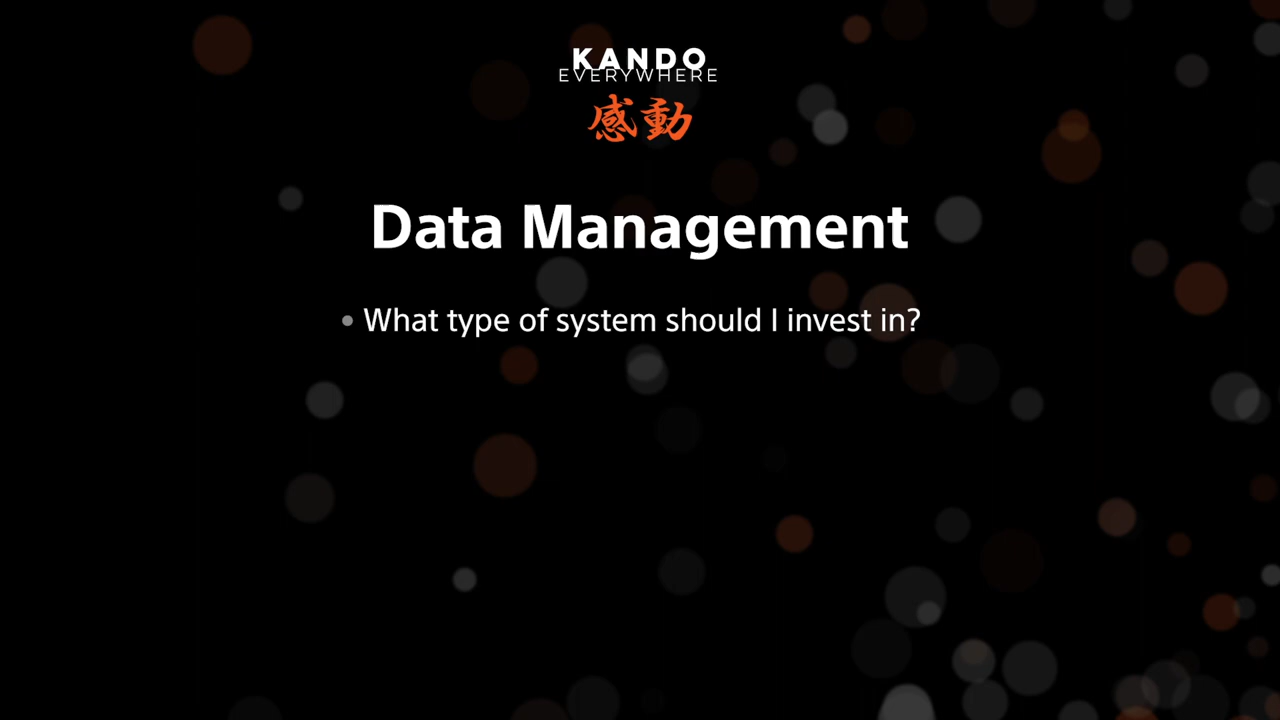 KANDO
EVERYWHERE
感動
Data Management
• What type of system should I invest in?